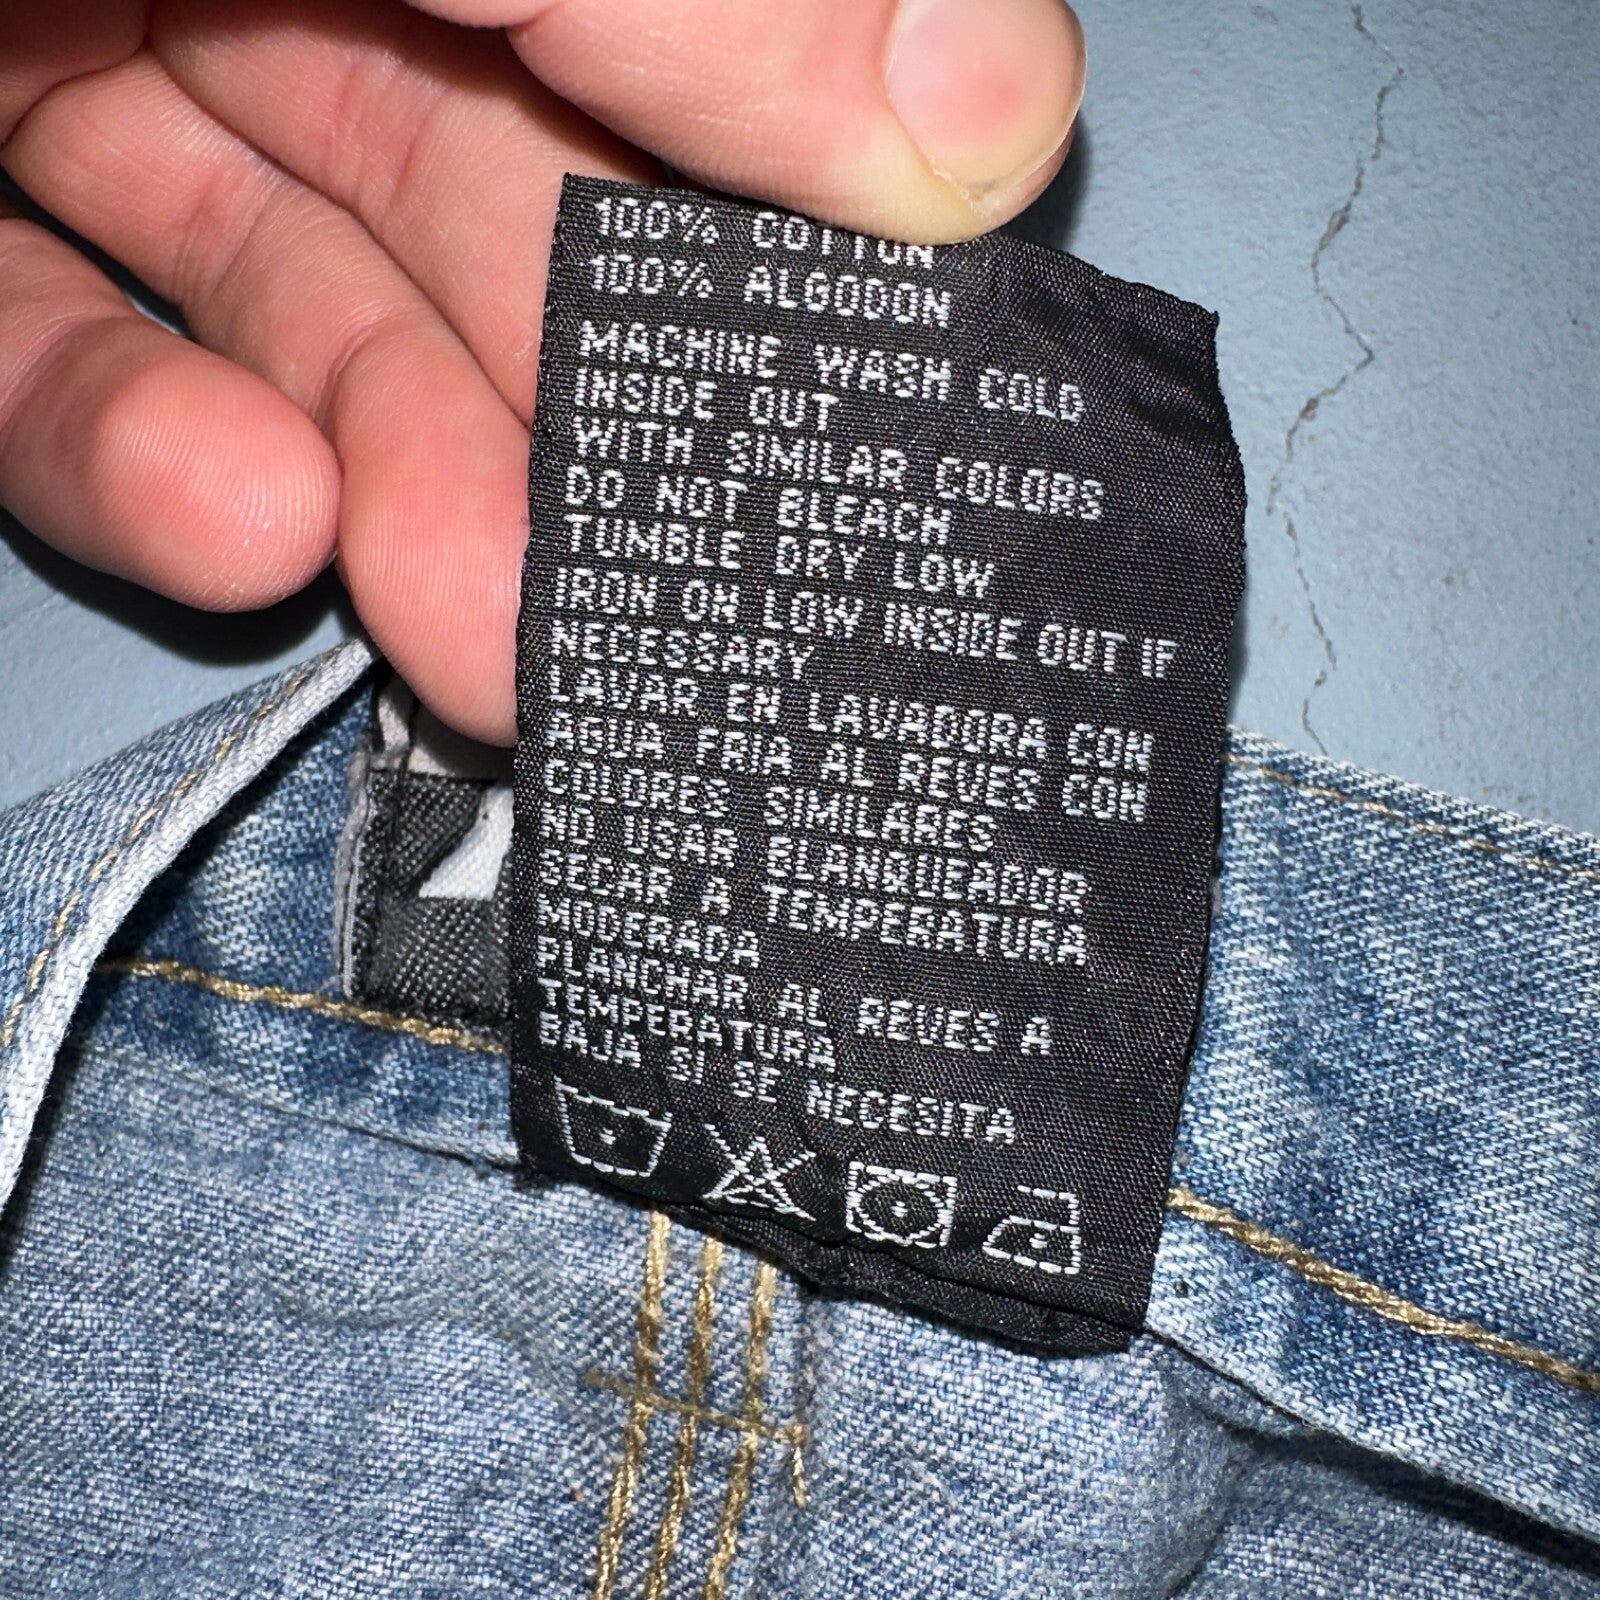 100% COTTON
100% ALGODON
MACHINE WASH COLD
INSIDE OUT
WITH SIMILAR COLORS
DO NOT BLEACH
TUMBLE DRY LOW
IRON ON LOW INSIDE OUT IF
NECESSARY
LAVAR EN LAVADORA CON
AGUA FRIA AL REVES CON
COLORES SIMILARES
NO USAR BLANQUEADOR
SECAR A TEMPERATURA
MODERADA
PLANCHAR AL REVES A
TEMPERATURA
BAJA SI SE NECESITA